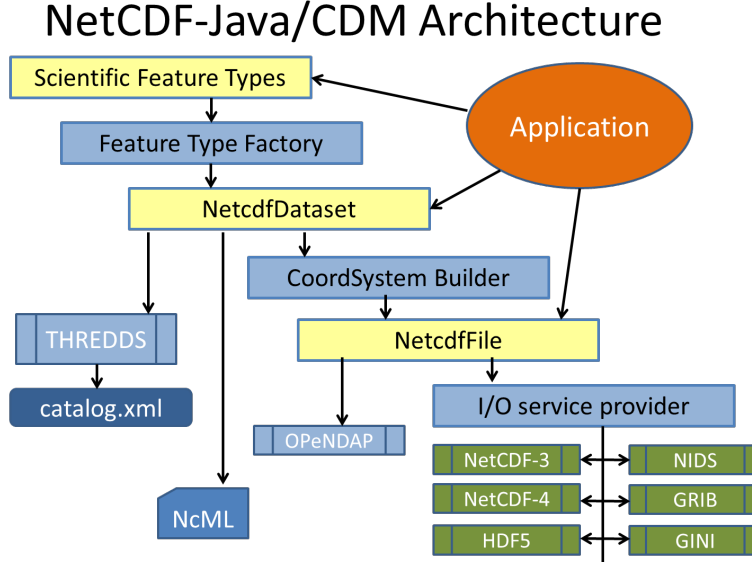 NetCDF-Java/CDM Architecture
Scientific Feature Types
Application
Feature Type Factory
NetcdfDataset
CoordSystem Builder
THREDDS
NetcdfFile
catalog.xml
I/O service provider
OPeNDAP
NetCDF-3
NIDS
NetCDF-4
GRIB
NcML
HDF5
GINI